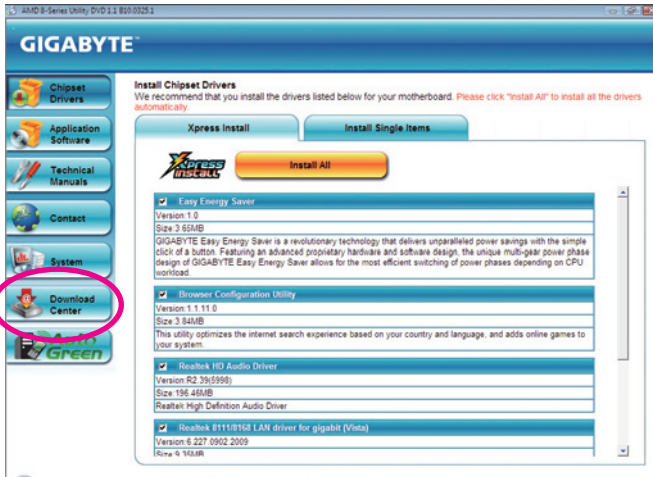 AMD 8-Series Utility DVD 1.1 B10.0325.1
GIGABYTE™
Chipset
Drivers
Application
Software
Technical
Manuals
Contact
System
Download
Center
Auto
Green
Install Chipset Drivers
We recommend that you install the drivers listed below for your motherboard. Please click "Install All" to install all the drivers
automatically.
Xpress Install
Install Single Items
Xpress
Install
Install All
Easy Energy Saver
Version:1.0
Size:3.65MB
GIGABYTE Easy Energy Saver is a revolutionary technology that delivers unparalleled power savings with the simple
click of a button. Featuring an advanced proprietary hardware and software design, the unique multi-gear power phase
design of GIGABYTE Easy Energy Saver allows for the most efficient switching of power phases depending on CPU
workload.
Browser Configuration Utility
Version:1.1.11.0
Size:3.84MB
This utility optimizes the internet search experience based on your country and language, and adds online games to
your system.
Realtek HD Audio Driver
Version:R2.39(5998)
Size:196.46MB
Realtek High Definition Audio Driver
Realtek 8111/8168 LAN driver for gigabit (Vista)
Version:6.227.0902.2009
Size:9.35MB